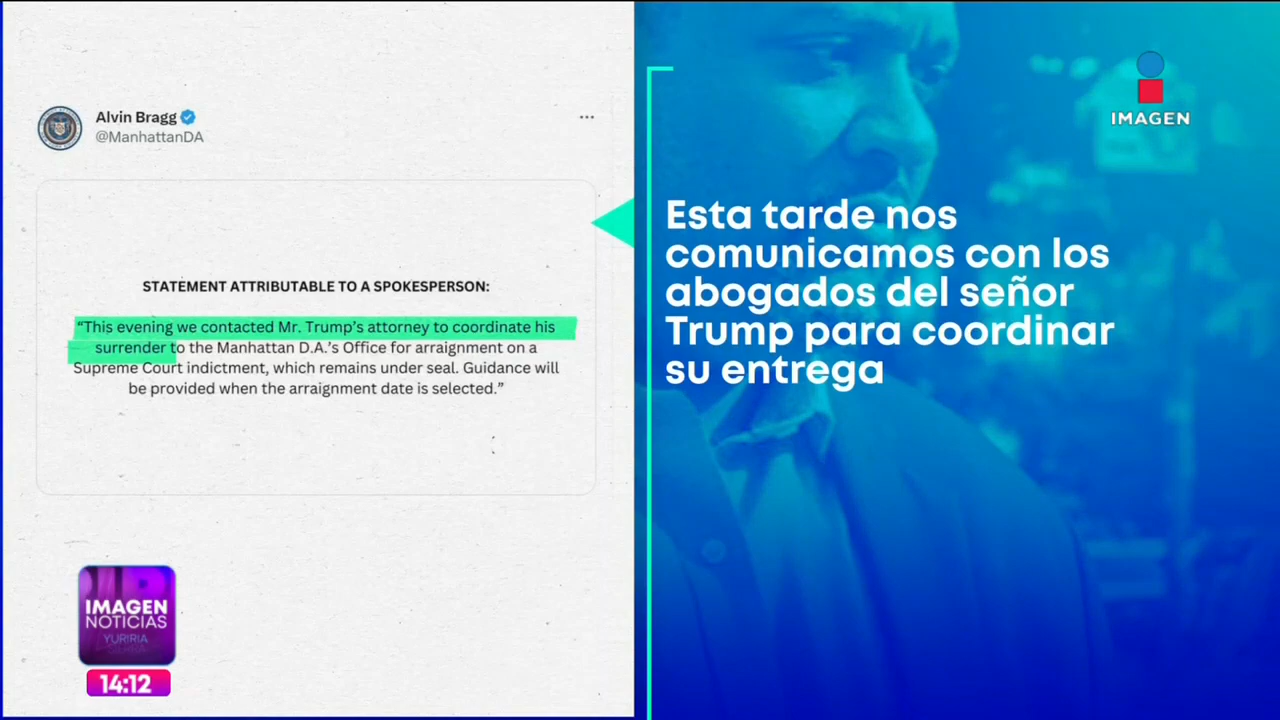 Alvin Bragg
@ManhattanDA
STATEMENT ATTRIBUTABLE TO A SPOKESPERSON:
“This evening we contacted Mr. Trump’s attorney to coordinate his
surrender to the Manhattan D.A.’s Office for arraignment on a
Supreme Court indictment, which remains under seal. Guidance will
be provided when the arraignment date is selected.”
IMAGEN
NOTICIAS
YURIRIA
SIERRA
14:12
IMAGEN
Esta tarde nos
comunicamos con los
abogados del señor
Trump para coordinar
su entrega